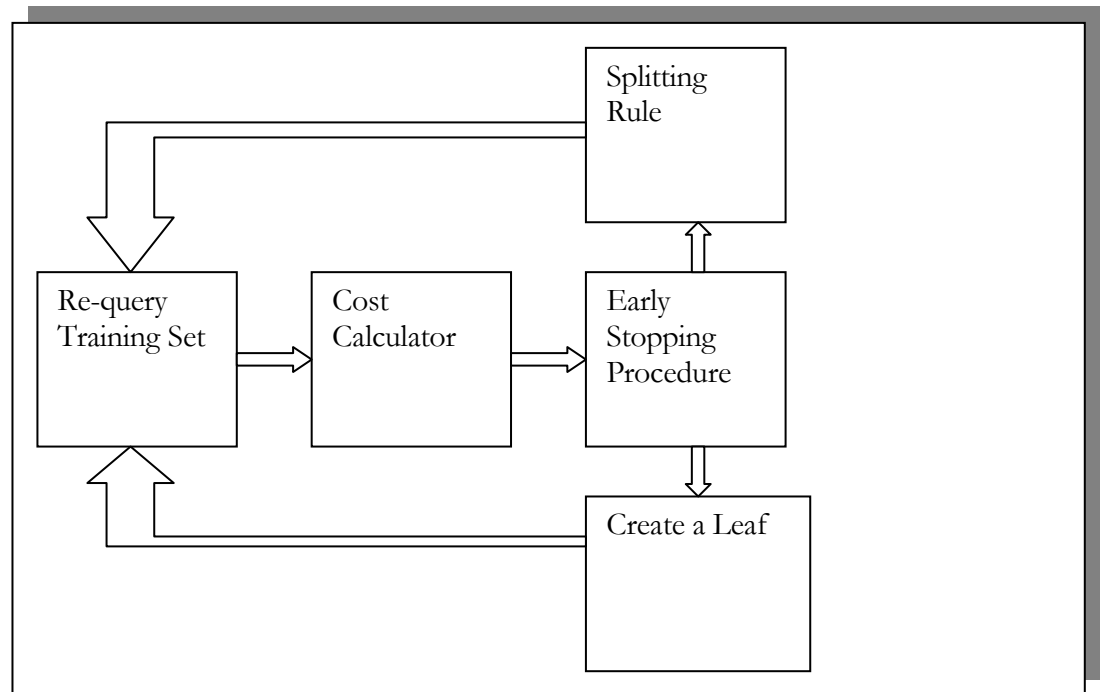 Splitting
Rule
Re-query
Training Set
Cost
Calculator
Early
Stopping
Procedure
Create a Leaf